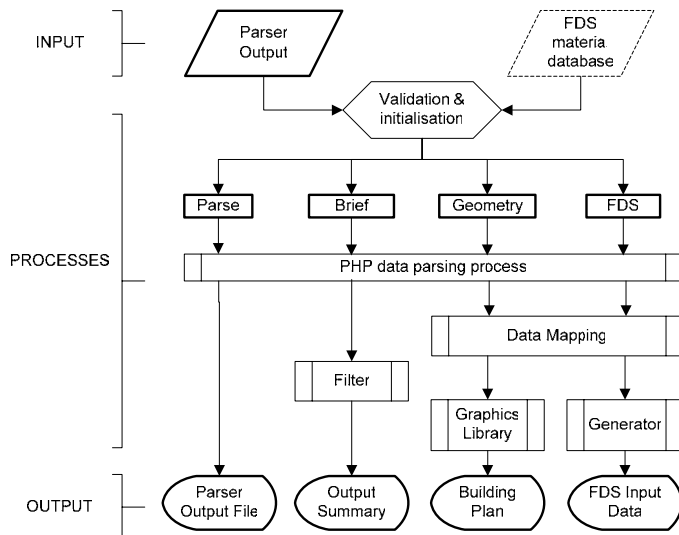 INPUT
Parser
Output
FDS
materia
database
Validation &
initialisation
Parse
Brief
Geometry
FDS
PROCESSES
PHP data parsing process
Data Mapping
Filter
Graphics
Library
Generator
OUTPUT
Parser
Output File
Output
Summary
Building
Plan
FDS Input
Data